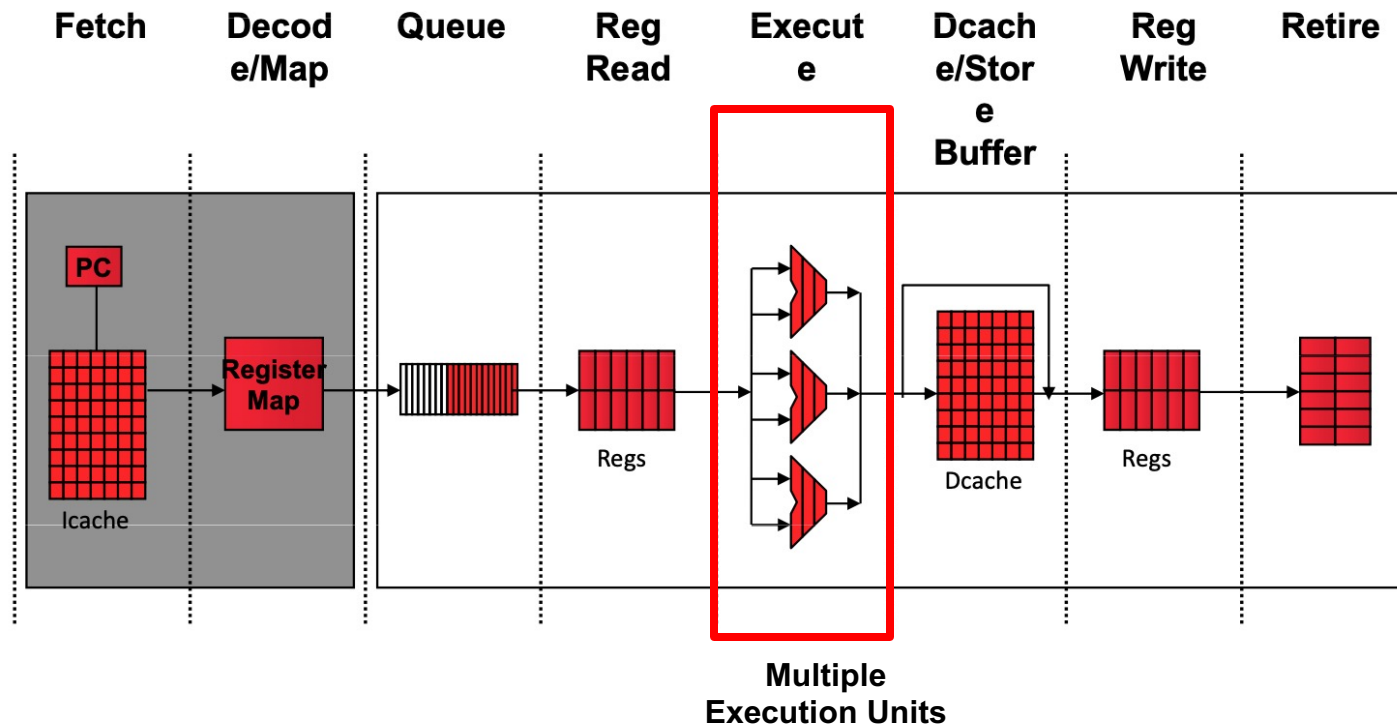 Fetch
Decod
e/Map
Queue
Reg
Read
Execut
e
Dcach
e/Stor
e
Buffer
Reg
Write
Retire
PC
Register
Map
Icache
Regs
Dcache
Regs
Multiple
Execution Units